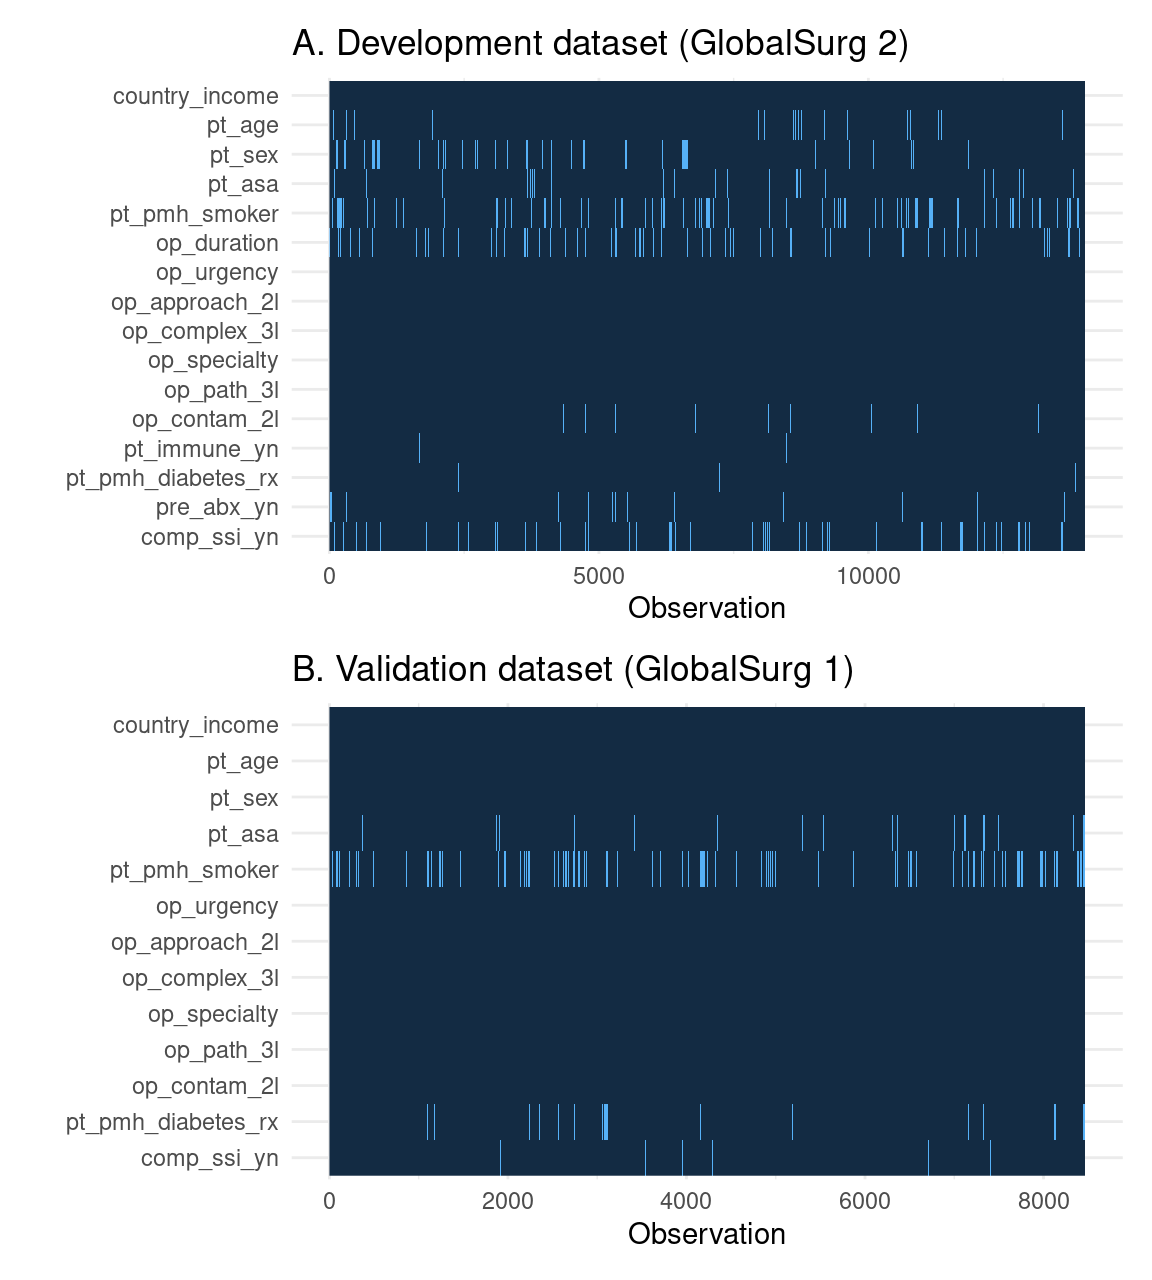 A. Development dataset (GlobalSurg 2)
country_income
pt_age
pt_sex
pt_asa
pt_pmh_smoker
op_duration
op_urgency
op_approach_2l
op_complex_3l
op_specialty
op_path_3l
op_contam_2l
pt_immune_yn
pt_pmh_diabetes_rx
pre_abx_yn
comp_ssi_yn
0 5000 10000
Observation
B. Validation dataset (GlobalSurg 1)
country_income
pt_age
pt_sex
pt_asa
pt_pmh_smoker
op_urgency
op_approach_2l
op_complex_3l
op_specialty
op_path_3l
op_contam_2l
pt_pmh_diabetes_rx
comp_ssi_yn
0 2000 4000 6000 8000
Observation